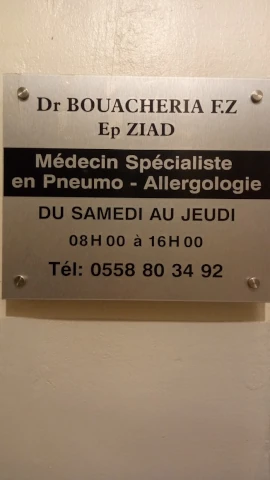 Dr BOUACHERIA F.Z
Ep ZIAD
Médecin Spécialiste
en Pneumo - Allergologie
DU SAMEDI AU JEUDI
08H00 à 16H00
Tél: 0558 80 34 92